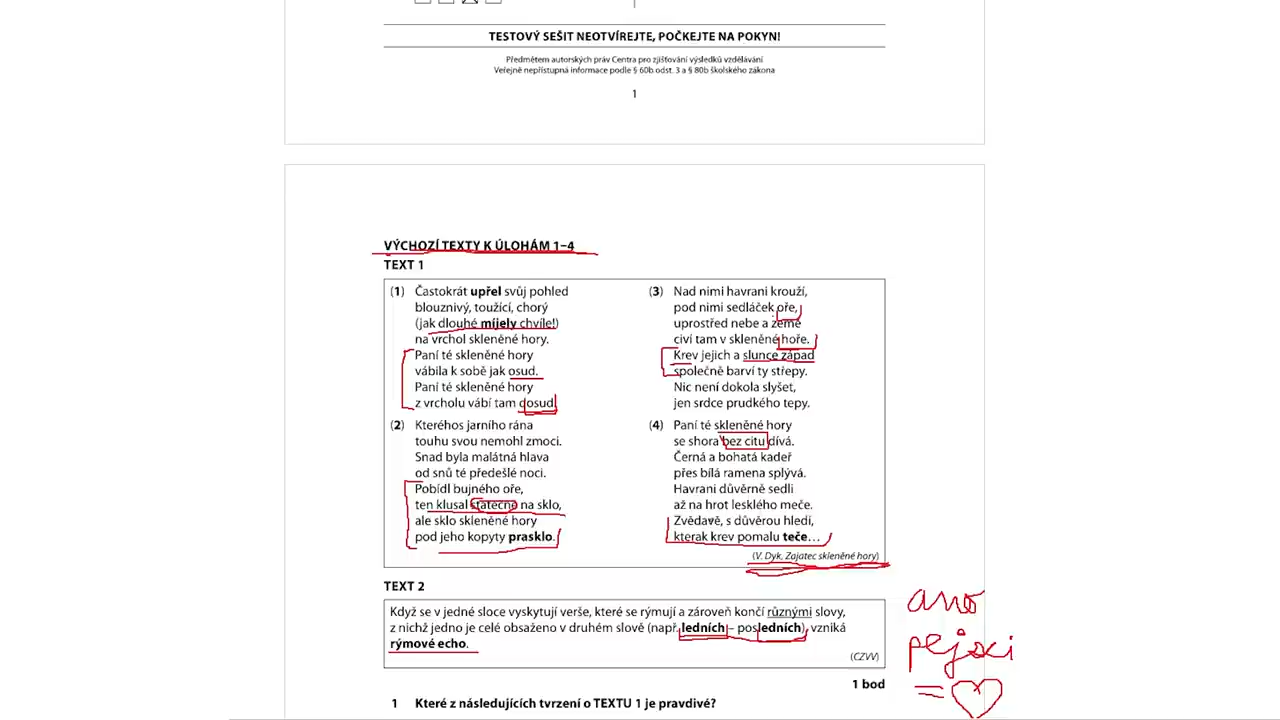 TESTOVÝ SEŠIT NEOTVÍREJTE, POČKEJTE NA POKYN!
Předmětem autorských práv Centra pro zjišťování výsledků vzdělávání
Veřejně nepřístupná informace podle § 60b odst. 3 a § 80b školského zákona
1
VÝCHOZÍ TEXTY K ÚLOHÁM 1–4
TEXT 1
(1) Častokrát upřel svůj pohled
blouznivý, toužící, chorý
(jak dlouhé míjely chvíle!)
na vrchol skleněné hory.
Paní té skleněné hory
vábila k sobě jak osud.
Paní té skleněné hory
z vrcholu vábí tam dosud.
(2) Kteréhos jarního rána
touhu svou nemohl zmoci.
Snad byla malátná hlava
od snů té předešlé noci.
Pobídl bujného oře,
ten klusal statečně na sklo,
ale sklo skleněné hory
pod jeho kopyty prasklo.
(3) Nad nimi havrani krouží,
pod nimi sedláček oře,
uprostřed nebe a země
civí tam v skleněné hoře.
Krev jejich a slunce západ
společně barví ty střepy.
Nic není dokola slyšet,
jen srdce prudkého tepy.
(4) Paní té skleněné hory
se shora bez citu dívá.
Černá a bohatá kadeř
přes bílá ramena splývá.
Havrani důvěrně sedli
až na hrot lesklého meče.
Zvědavě, s důvěrou hledí,
kterak krev pomalu teče…
(V. Dyk, Zajatec skleněné hory)
TEXT 2
Když se v jedné sloce vyskytují verše, které se rýmují a zároveň končí různými slovy,
z nichž jedno je celé obsaženo v druhém slově (např. ledních – posledních), vzniká
rýmové echo.
(CZVV)
ano
pejsci
= ♡
1 bod
1 Které z následujících tvrzení o TEXTU 1 je pravdivé?